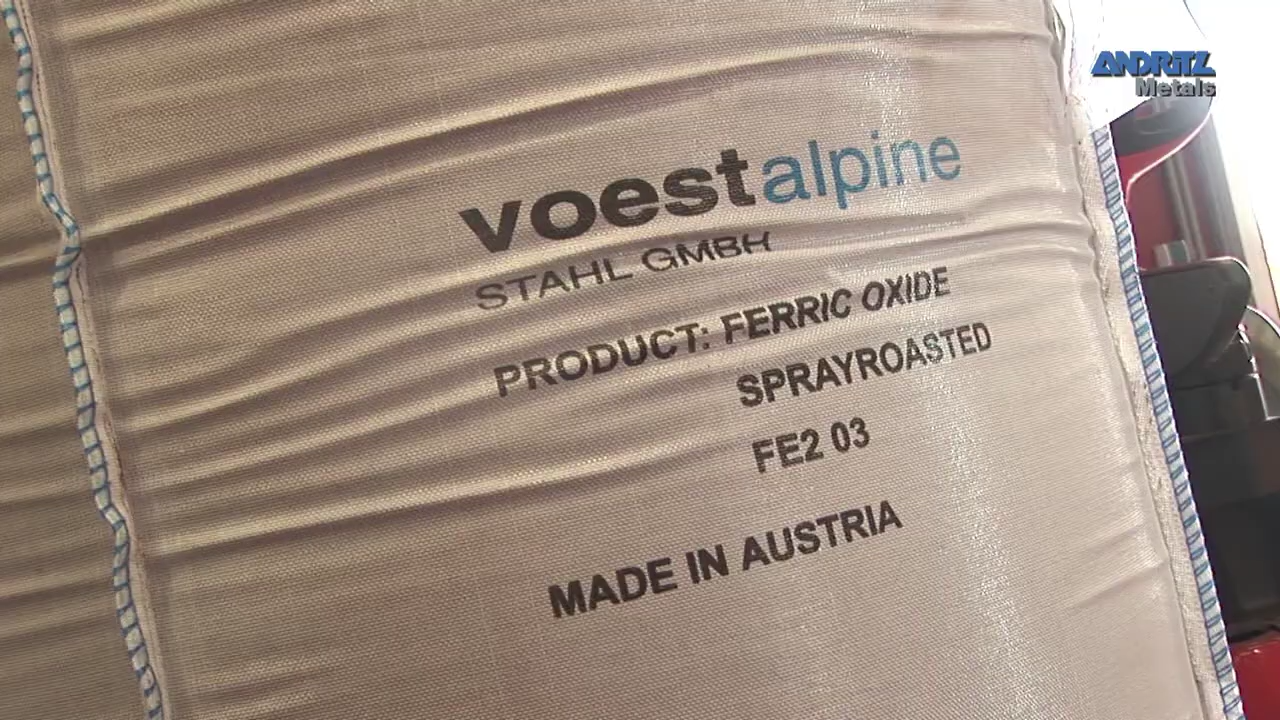 ANDRITZ
Metals
voestalpine
STAHL GMBH
PRODUCT: FERRIC OXIDE
SPRAYROASTED
FE2 03
MADE IN AUSTRIA